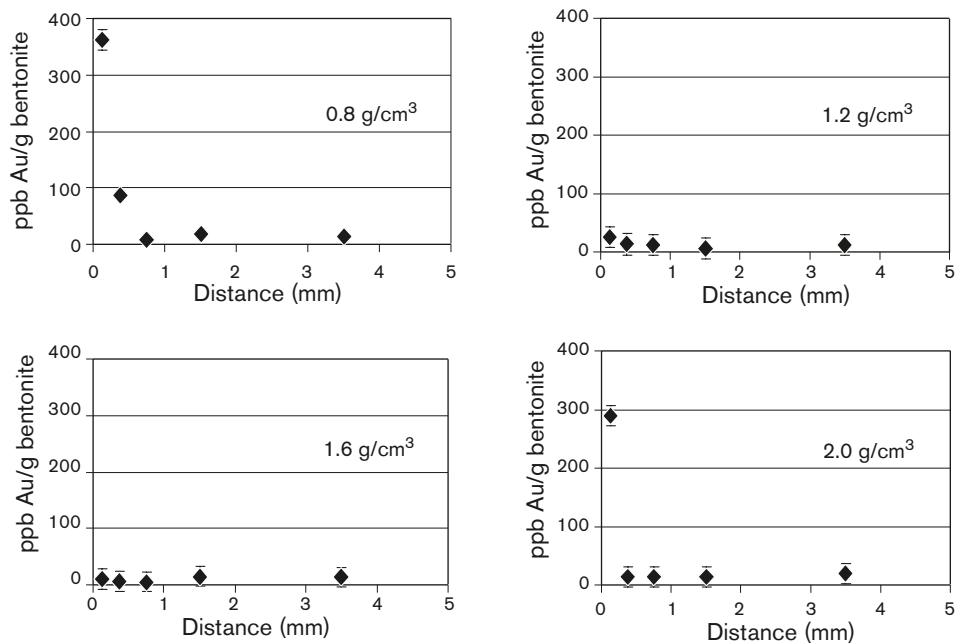 ppb Au/g bentonite
400
300
200
100
0
0.8 g/cm³
0 1 2 3 4 5
Distance (mm)
ppb Au/g bentonite
400
300
200
100
0
1.2 g/cm³
0 1 2 3 4 5
Distance (mm)
ppb Au/g bentonite
400
300
200
100
0
1.6 g/cm³
0 1 2 3 4 5
Distance (mm)
ppb Au/g bentonite
400
300
200
100
0
2.0 g/cm³
0 1 2 3 4 5
Distance (mm)